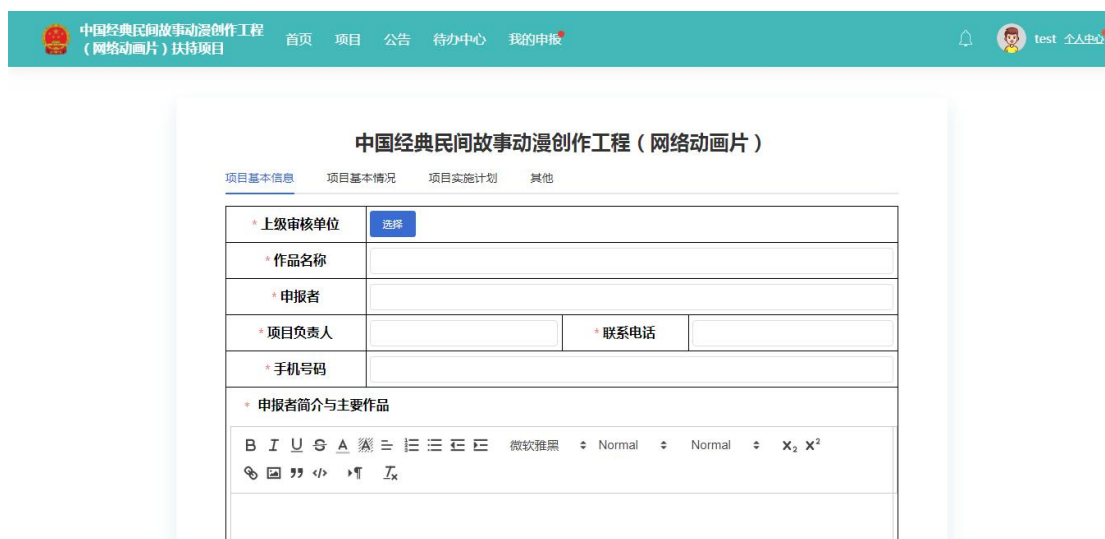 中国经典民间故事动漫创作工程
（网络动画片）扶持项目
首页 项目 公告 待办中心 我的申报
test 个人中心
中国经典民间故事动漫创作工程（网络动画片）
项目基本信息 项目基本情况 项目实施计划 其他
* 上级审核单位 选择
* 作品名称
* 申报者
* 项目负责人 * 联系电话
* 手机号码
* 申报者简介与主要作品
微软雅黑 Normal Normal